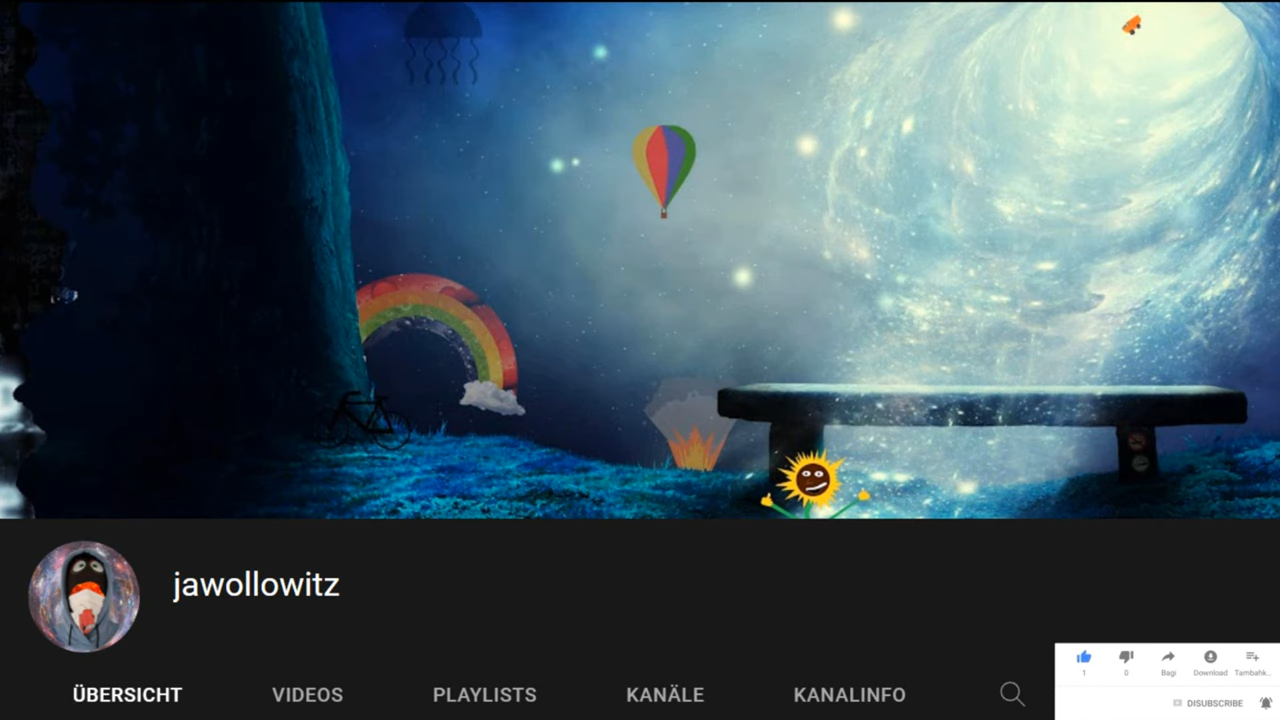 jawollowitz
ÜBERSICHT VIDEOS PLAYLISTS KANÄLE KANALINFO
1 0 Bagi Download Tambahk..
DISUBSCRIBE